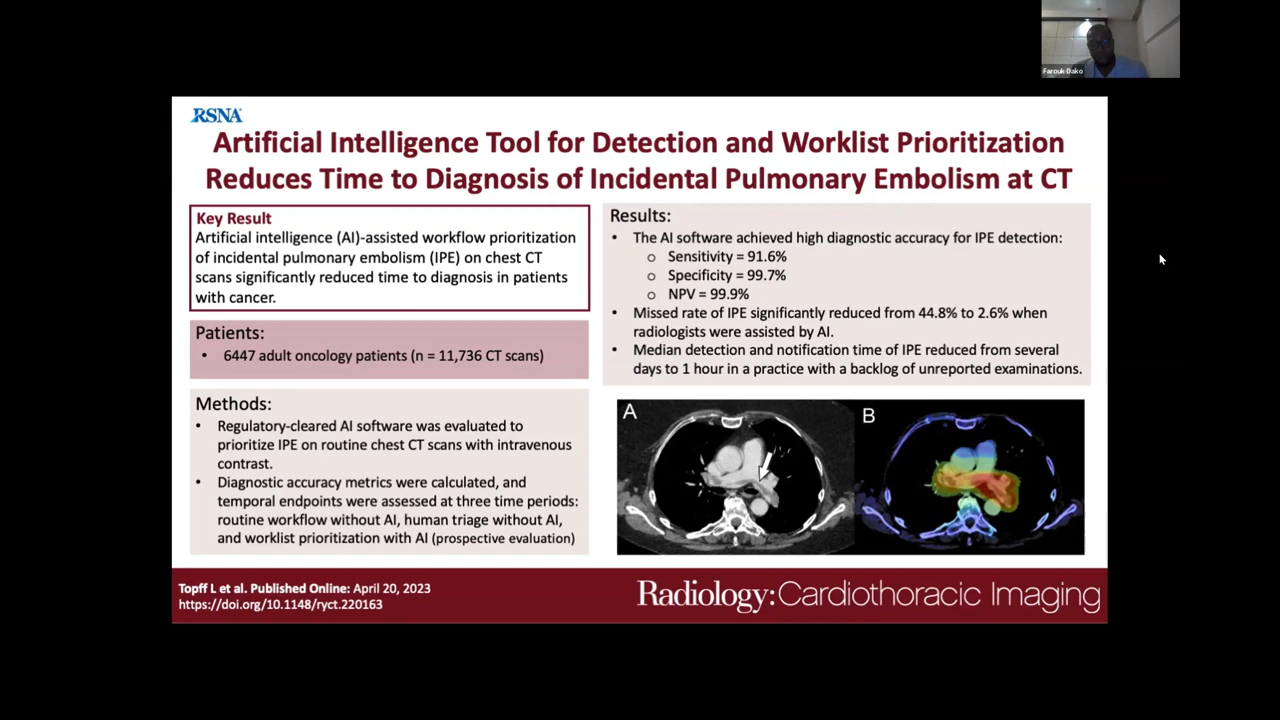 Farouk Dako
RSNA
Artificial Intelligence Tool for Detection and Worklist Prioritization
Reduces Time to Diagnosis of Incidental Pulmonary Embolism at CT
Key Result
Artificial intelligence (AI)-assisted workflow prioritization
of incidental pulmonary embolism (IPE) on chest CT
scans significantly reduced time to diagnosis in patients
with cancer.
Patients:
• 6447 adult oncology patients (n = 11,736 CT scans)
Methods:
• Regulatory-cleared AI software was evaluated to
prioritize IPE on routine chest CT scans with intravenous
contrast.
• Diagnostic accuracy metrics were calculated, and
temporal endpoints were assessed at three time periods:
routine workflow without AI, human triage without AI,
and worklist prioritization with AI (prospective evaluation)
Results:
• The AI software achieved high diagnostic accuracy for IPE detection:
o Sensitivity = 91.6%
o Specificity = 99.7%
o NPV = 99.9%
• Missed rate of IPE significantly reduced from 44.8% to 2.6% when
radiologists were assisted by AI.
• Median detection and notification time of IPE reduced from several
days to 1 hour in a practice with a backlog of unreported examinations.
A
B
Topff L et al. Published Online: April 20, 2023
https://doi.org/10.1148/ryct.220163
Radiology: Cardiothoracic Imaging